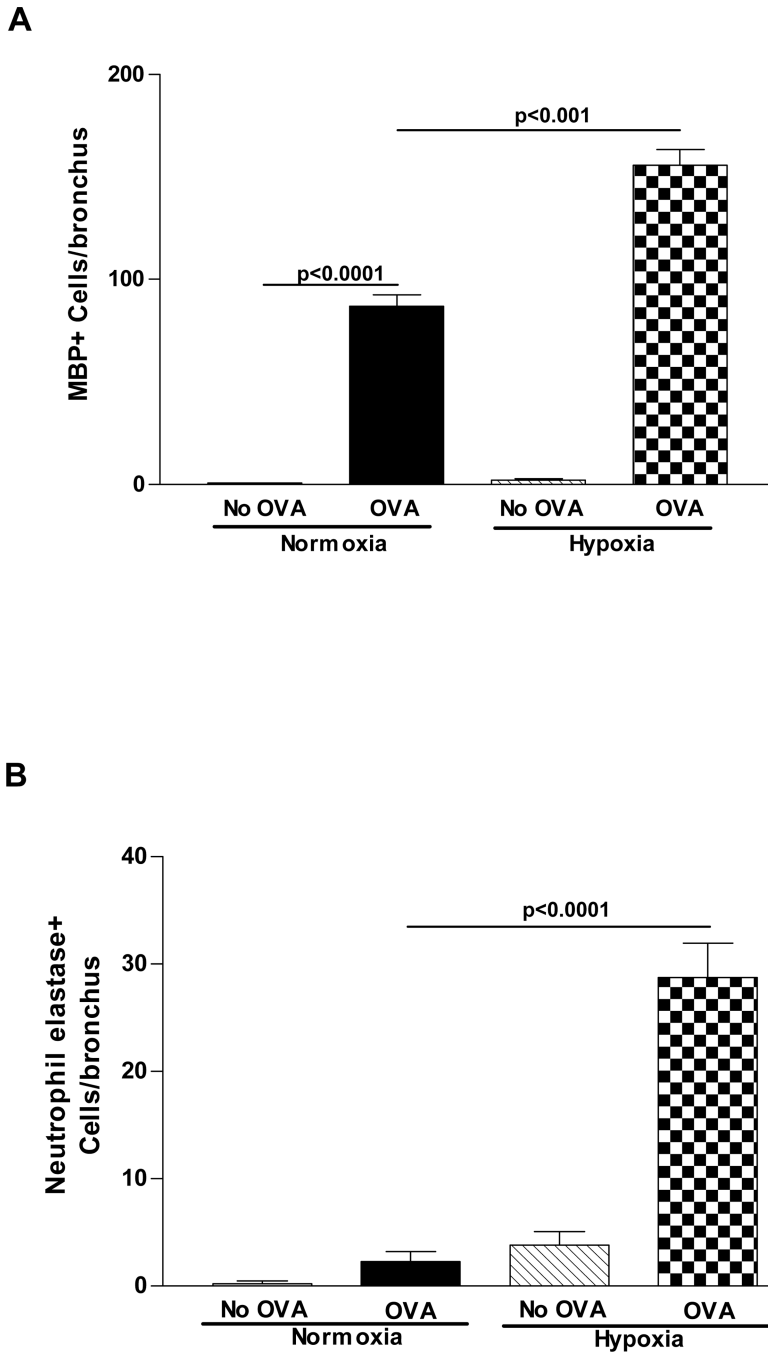 A
200
p<0.001
MBP+ Cells/bronchus
100
p<0.0001
0
No OVA OVA No OVA OVA
Normoxia Hypoxia
B
40
p<0.0001
Neutrophil elastase+
Cells/bronchus
30
20
10
0
No OVA OVA No OVA OVA
Normoxia Hypoxia